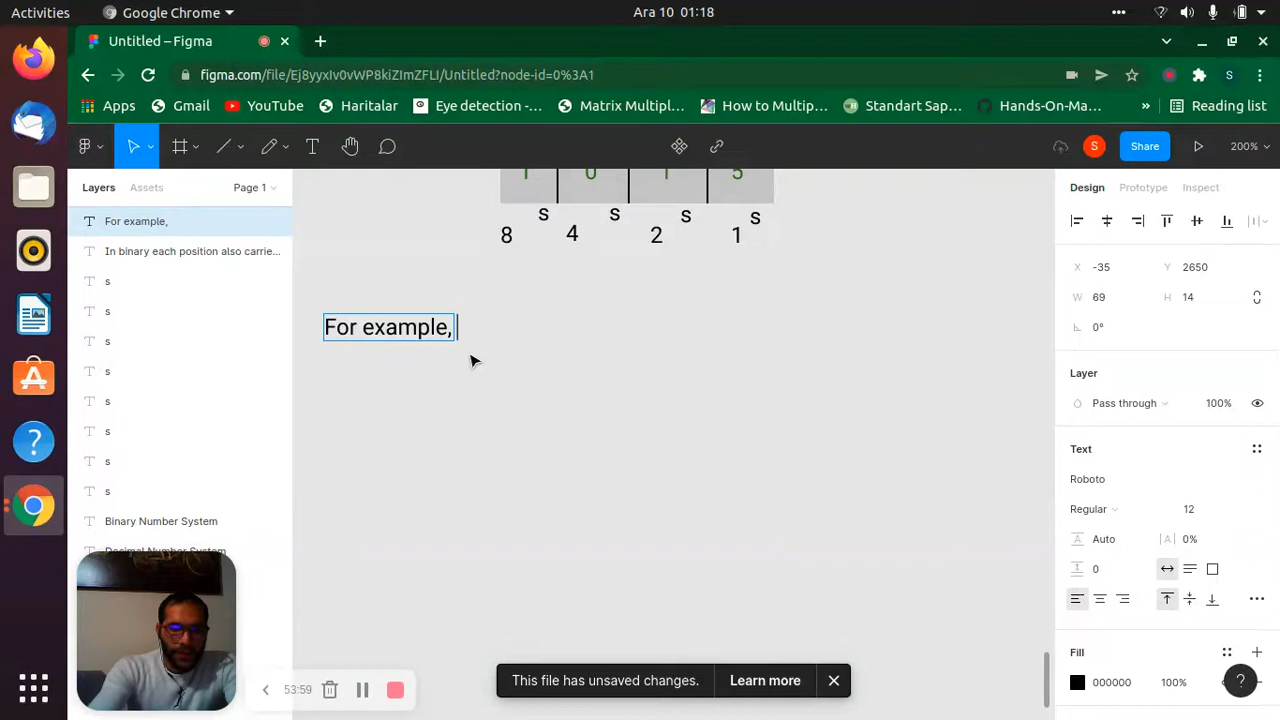 Activities
Google Chrome
Ara 10 01:18
Untitled – Figma
figma.com/file/Ej8yyxIv0vWP8kiZImZFLI/Untitled?node-id=0%3A1
S
Apps
Gmail
YouTube
Haritalar
Eye detection -...
Matrix Multipl...
How to Multip...
Standart Sap...
Hands-On-Ma...
»
Reading list
S
Share
200%
Layers
Assets
Page 1
Design
Prototype
Inspect
For example,
In binary each position also carrie...
s
s
s
s
s
s
s
s
Binary Number System
Decimal Number System
1 0 1 5
s s s s
8 4 2 1
For example,
X -35 Y 2650
W 69 H 14
0°
Layer
Pass through 100%
Text
Roboto
Regular 12
Auto 0%
0
Fill
000000 100%
?
53:59
This file has unsaved changes.
Learn more